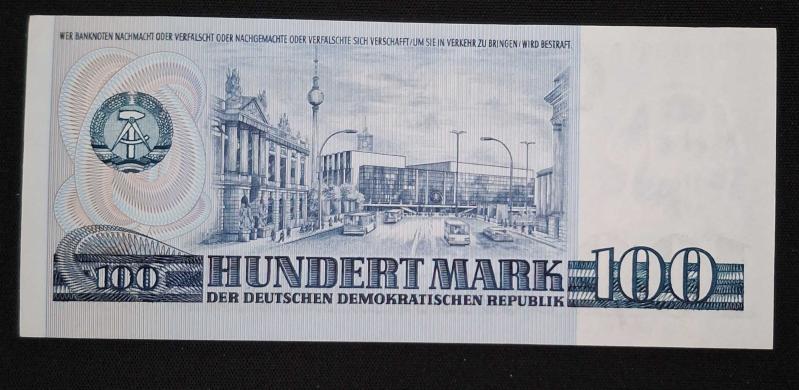 WER BANKNOTEN NACHMACHT ODER VERFÄLSCHT ODER NACHGEMACHTE ODER VERFÄLSCHTE SICH VERSCHAFFT/UM SIE IN VERKEHR ZU BRINGEN/WIRD BESTRAFT.
100 HUNDERT MARK 100
DER DEUTSCHEN DEMOKRATISCHEN REPUBLIK